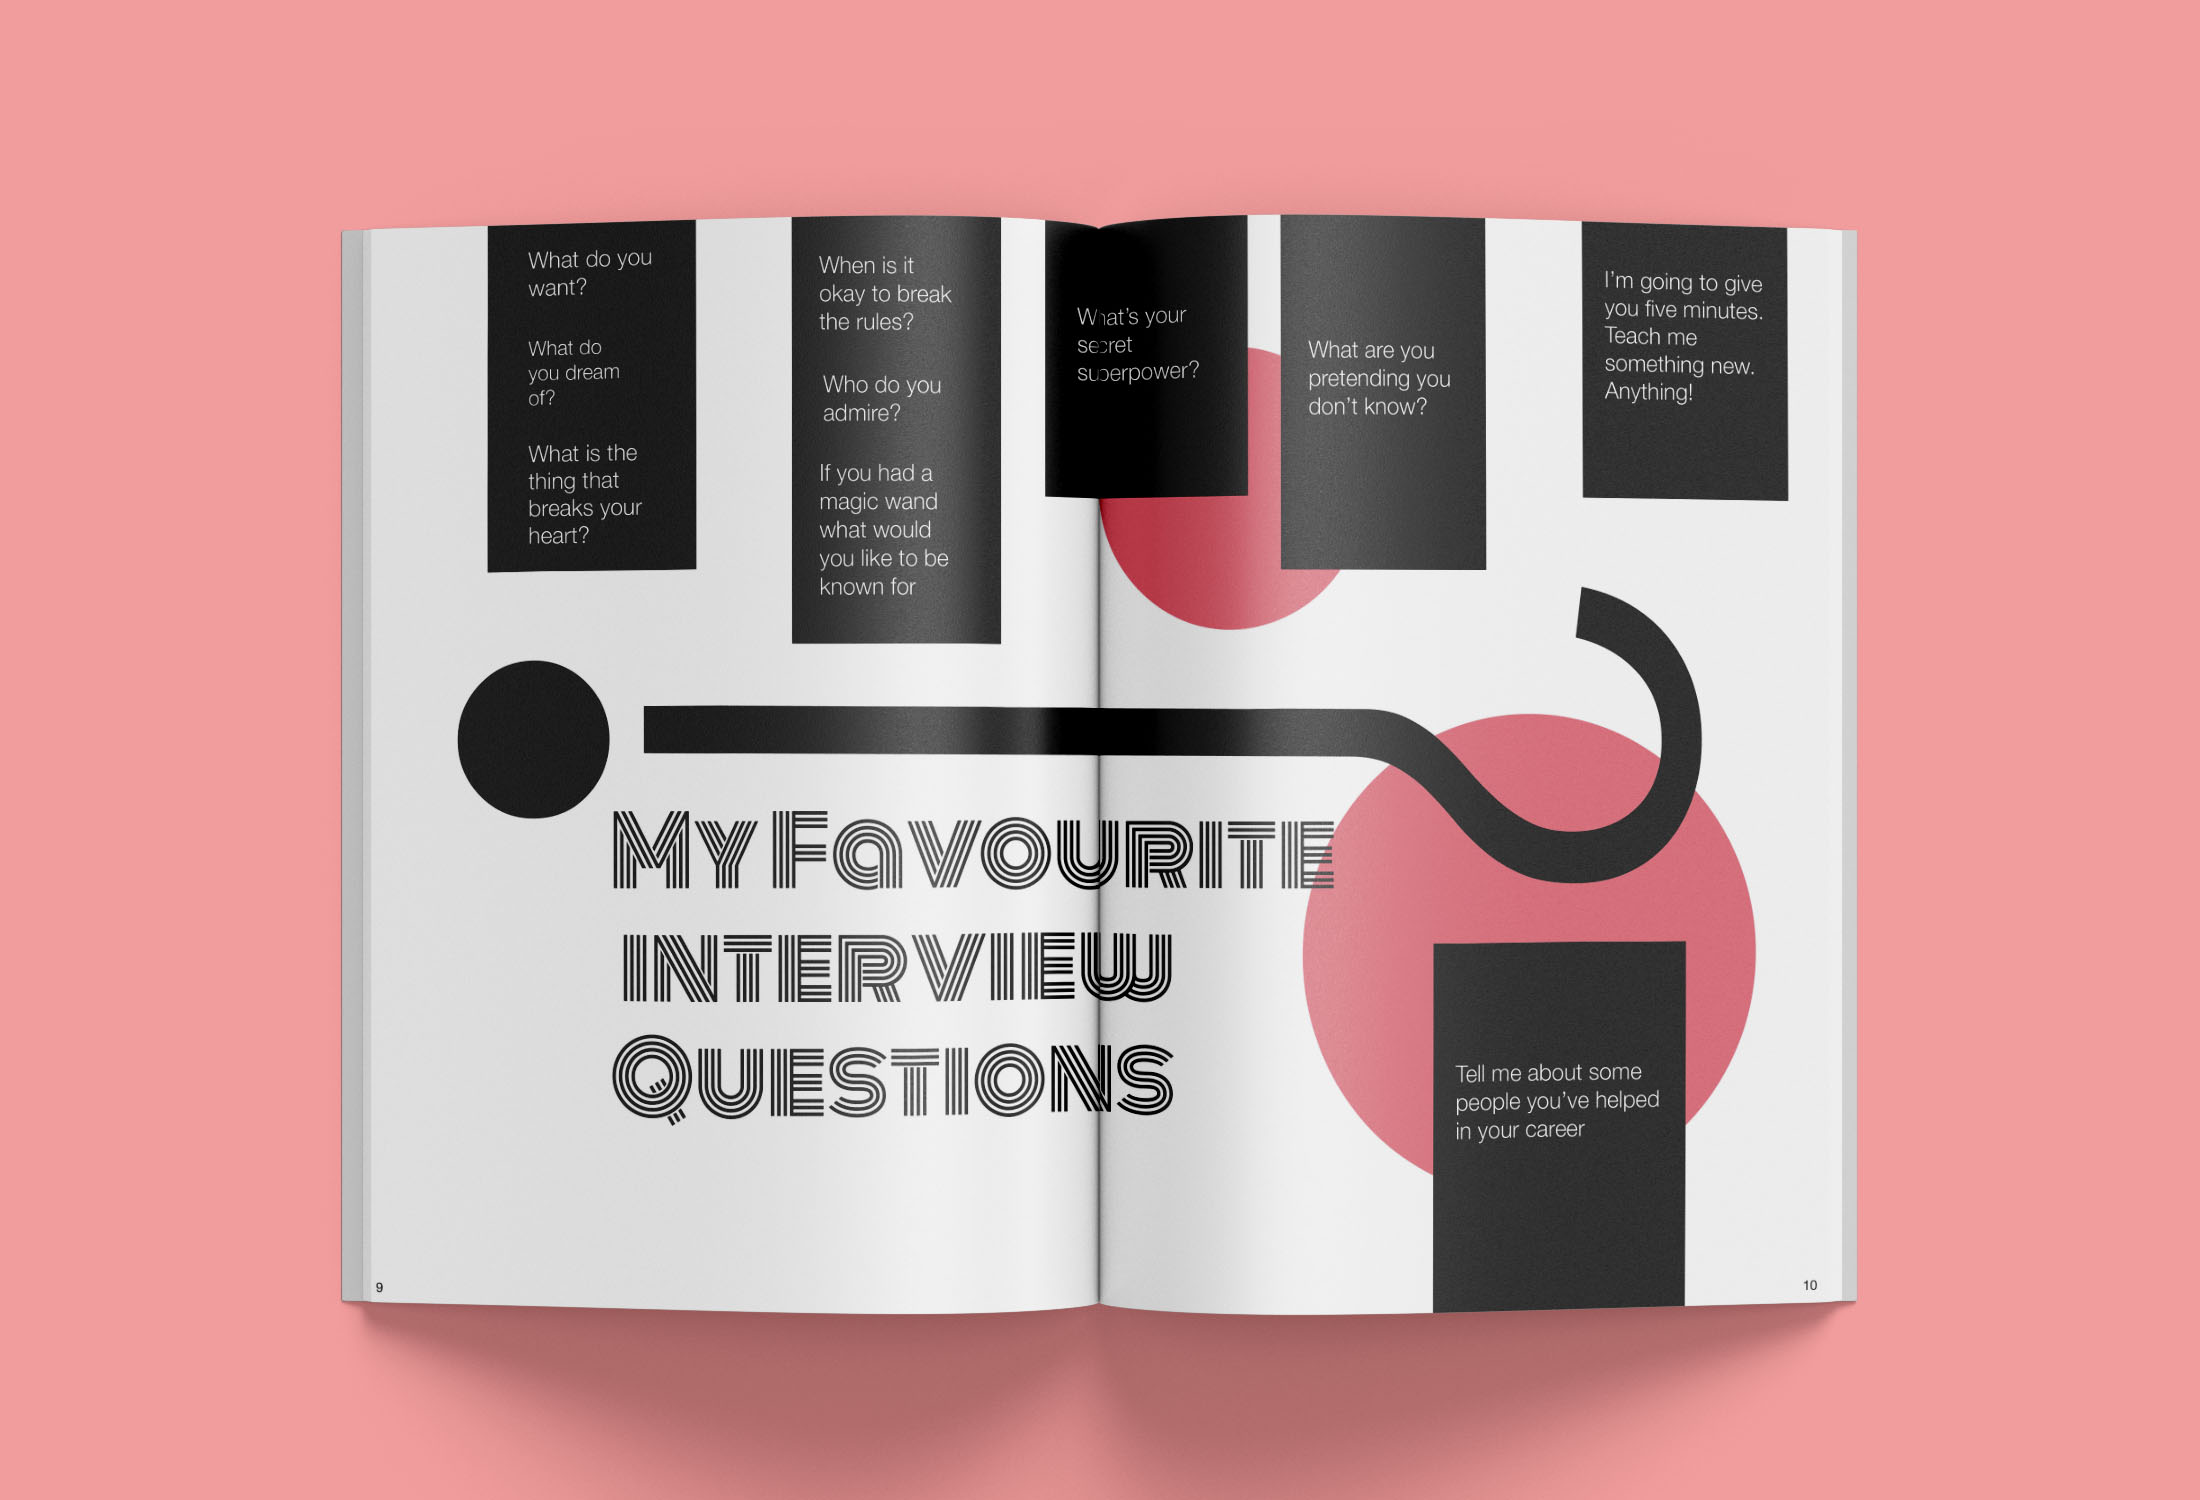 What do you
want?
What do
you dream
of?
What is the
thing that
breaks your
heart?
When is it
okay to break
the rules?
Who do you
admire?
If you had a
magic wand
what would
you like to be
known for
What's your
secret
superpower?
What are you
pretending you
don't know?
I'm going to give
you five minutes.
Teach me
something new.
Anything!
My Favourite
interview
Questions
Tell me about some
people you've helped
in your career
9
10